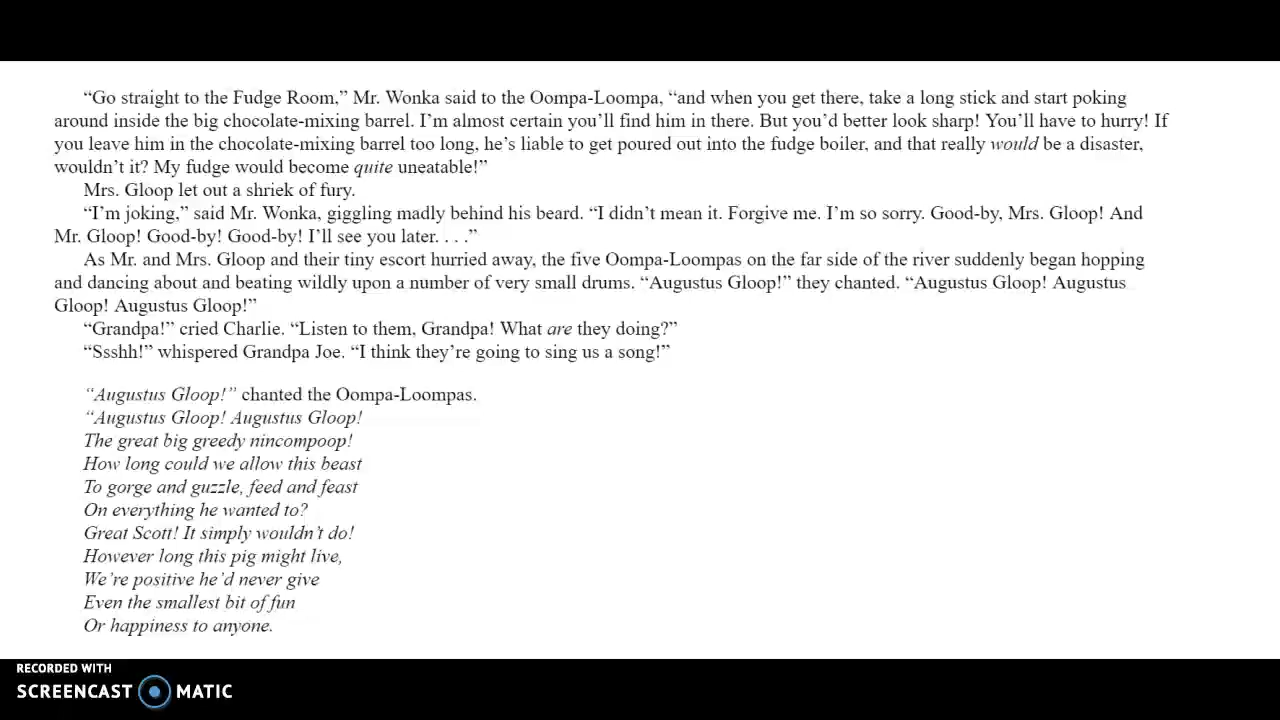 “Go straight to the Fudge Room,” Mr. Wonka said to the Oompa-Loompa, “and when you get there, take a long stick and start poking
around inside the big chocolate-mixing barrel. I’m almost certain you’ll find him in there. But you’d better look sharp! You’ll have to hurry! If
you leave him in the chocolate-mixing barrel too long, he’s liable to get poured out into the fudge boiler, and that really would be a disaster,
wouldn’t it? My fudge would become quite uneatable!”
Mrs. Gloop let out a shriek of fury.
“I’m joking,” said Mr. Wonka, giggling madly behind his beard. “I didn’t mean it. Forgive me. I’m so sorry. Good-by, Mrs. Gloop! And
Mr. Gloop! Good-by! Good-by! I’ll see you later. . . .”
As Mr. and Mrs. Gloop and their tiny escort hurried away, the five Oompa-Loompas on the far side of the river suddenly began hopping
and dancing about and beating wildly upon a number of very small drums. “Augustus Gloop!” they chanted. “Augustus Gloop! Augustus
Gloop! Augustus Gloop!”
“Grandpa!” cried Charlie. “Listen to them, Grandpa! What are they doing?”
“Ssshh!” whispered Grandpa Joe. “I think they’re going to sing us a song!”
“Augustus Gloop!” chanted the Oompa-Loompas.
“Augustus Gloop! Augustus Gloop!
The great big greedy nincompoop!
How long could we allow this beast
To gorge and guzzle, feed and feast
On everything he wanted to?
Great Scott! It simply wouldn’t do!
However long this pig might live,
We’re positive he’d never give
Even the smallest bit of fun
Or happiness to anyone.
RECORDED WITH
SCREENCAST MATIC